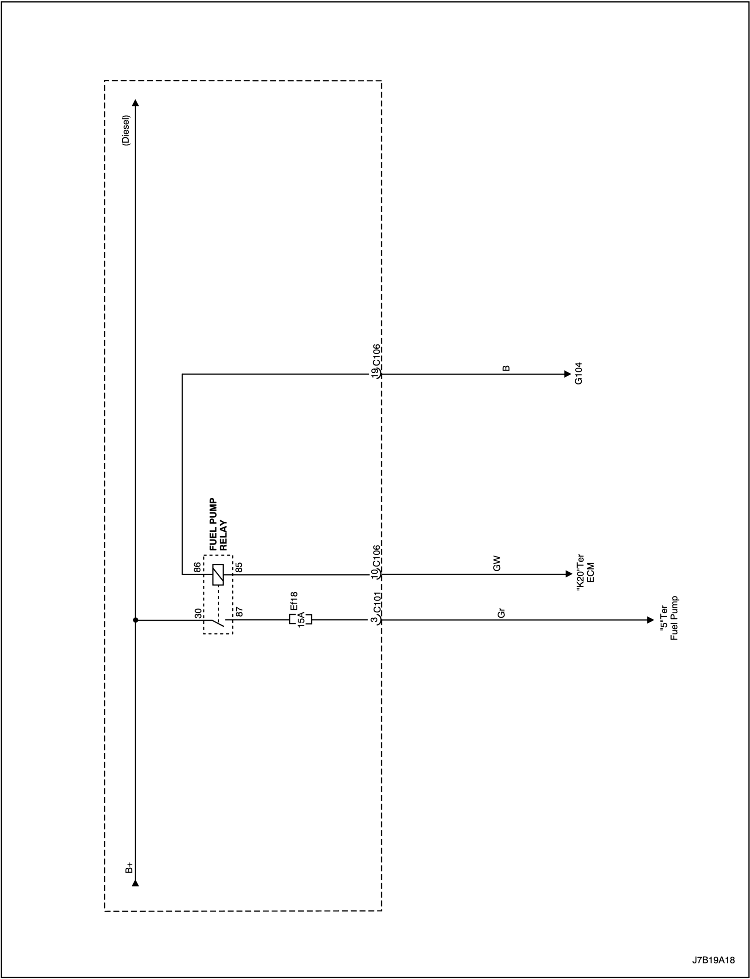 (Diesel)
19 C106
B
G104
FUEL PUMP
RELAY
86
85
10 C106
GW
"K20"Ter
ECM
30
87
Ef18
15A
3 C101
Gr
"5"Ter
Fuel Pump
B+
J7B19A18